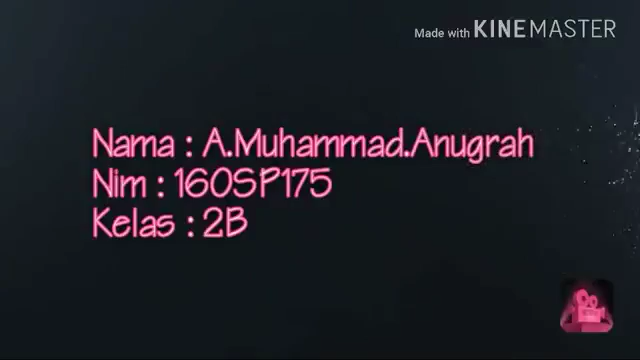 Made with KINEMASTER
Nama : A.Muhammad.Anugrah
Nim : 160SP175
Kelas : 2B